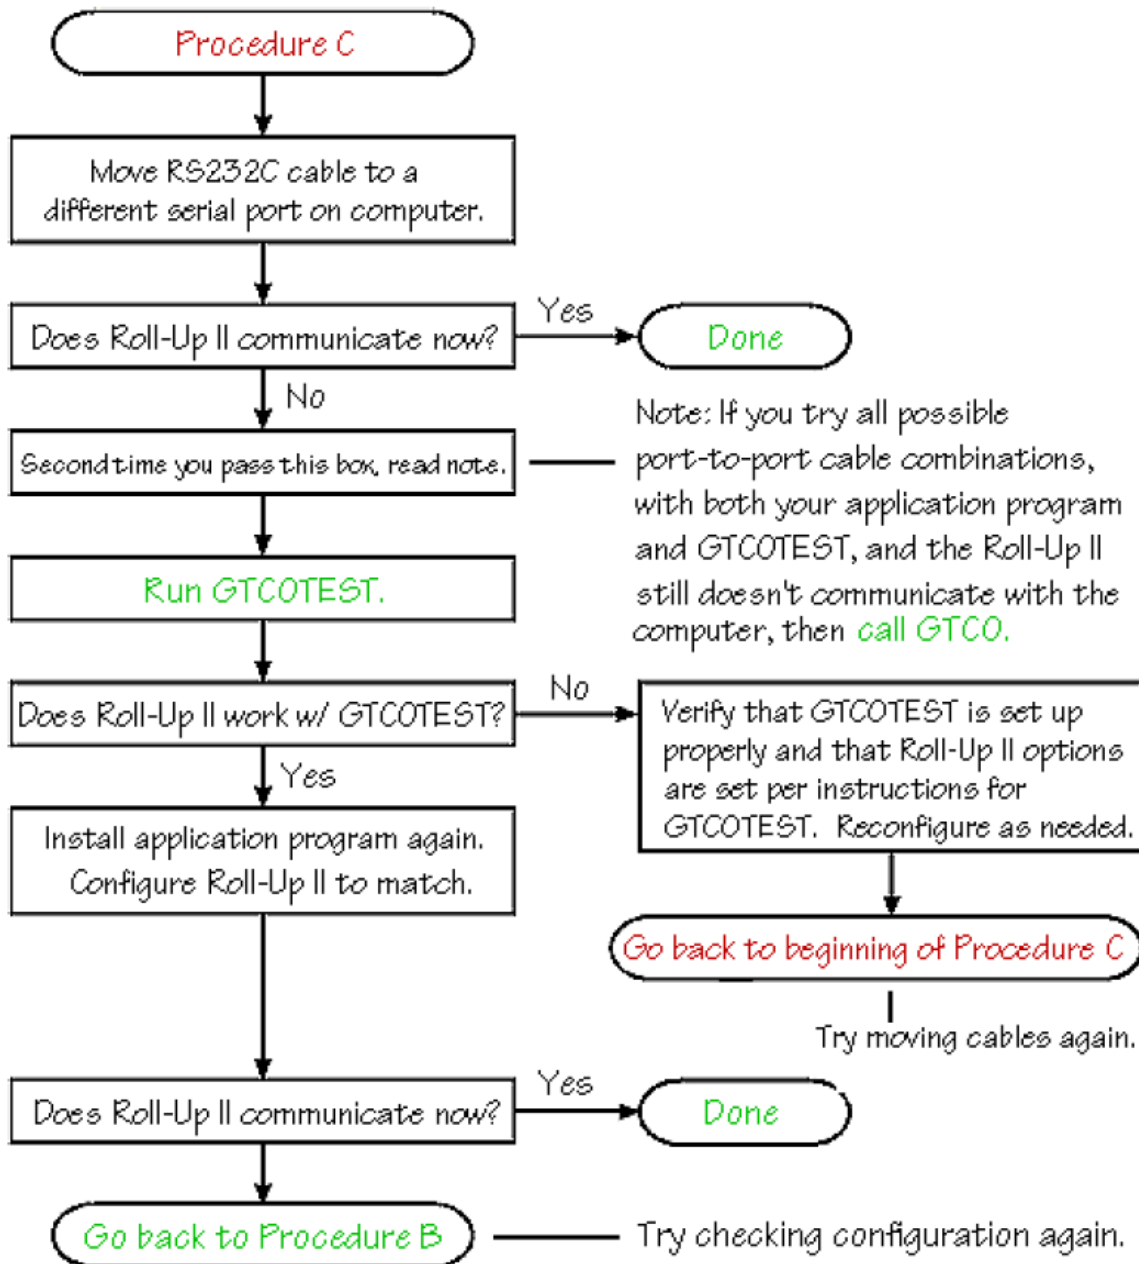 Procedure C
Move RS232C cable to a
different serial port on computer.
Does Roll-Up II communicate now?
Yes
Done
No
Second time you pass this box, read note.
Note: If you try all possible
port-to-port cable combinations,
with both your application program
and GTCOTEST, and the Roll-Up II
still doesn't communicate with the
computer, then call GTCO.
Run GTCOTEST.
Does Roll-Up II work w/ GTCOTEST?
No
Verify that GTCOTEST is set up
properly and that Roll-Up II options
are set per instructions for
GTCOTEST. Reconfigure as needed.
Go back to beginning of Procedure C
Try moving cables again.
Yes
Install application program again.
Configure Roll-Up II to match.
Does Roll-Up II communicate now?
Yes
Done
Go back to Procedure B
Try checking configuration again.